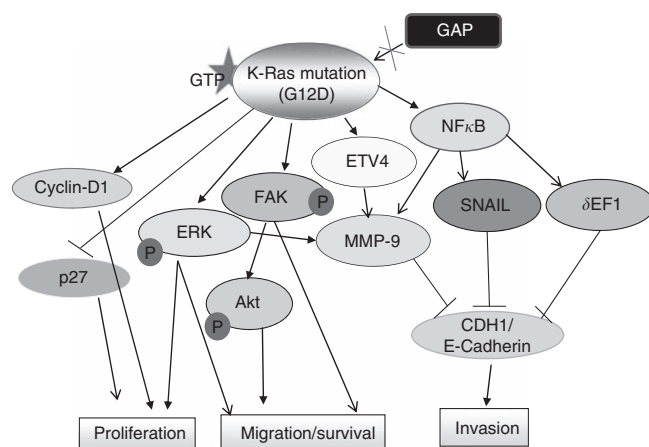 GAP
GTP
K-Ras mutation
(G12D)
NFκB
ETV4
Cyclin-D1
FAK
P
SNAIL
δEF1
ERK
P
MMP-9
p27
Akt
P
CDH1/
E-Cadherin
Proliferation
Migration/survival
Invasion